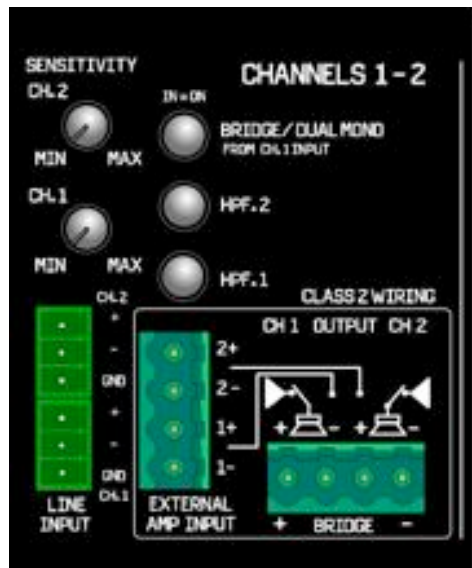 SENSITIVITY
CHANNELS 1-2
CH.2
IN=ON
BRIDGE/DUAL MONO
FROM CH.1 INPUT
MIN MAX
CH.1
HPF.2
MIN MAX
HPF.1
CH.2
CLASS 2 WIRING
+
CH 1 OUTPUT CH 2
-
2+
GND
2-
+
+ - + -
1+
-
1-
GND
CH.1
LINE INPUT
EXTERNAL
AMP INPUT
+ BRIDGE -